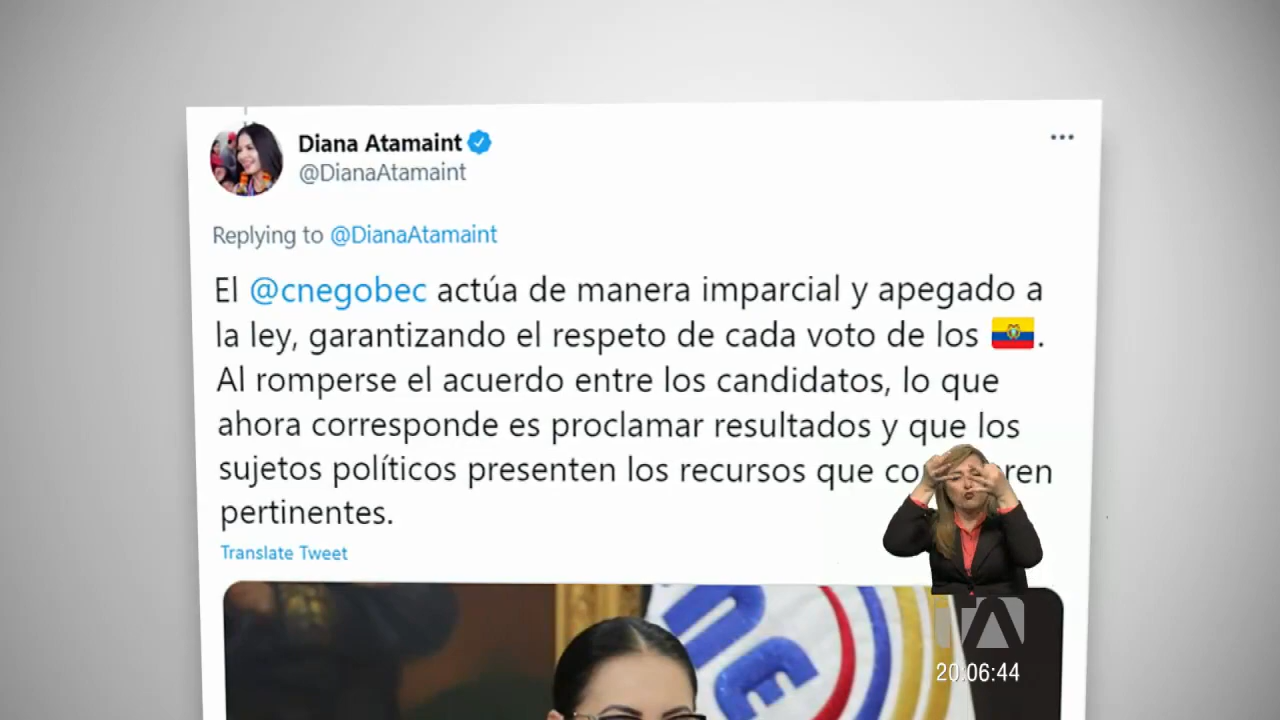 Diana Atamaint
@DianaAtamaint
Replying to @DianaAtamaint
El @cnegobec actúa de manera imparcial y apegado a
la ley, garantizando el respeto de cada voto de los 🇪🇨.
Al romperse el acuerdo entre los candidatos, lo que
ahora corresponde es proclamar resultados y que los
sujetos políticos presenten los recursos que
pertinentes.
Translate Tweet
CNE
TA
20:06:44